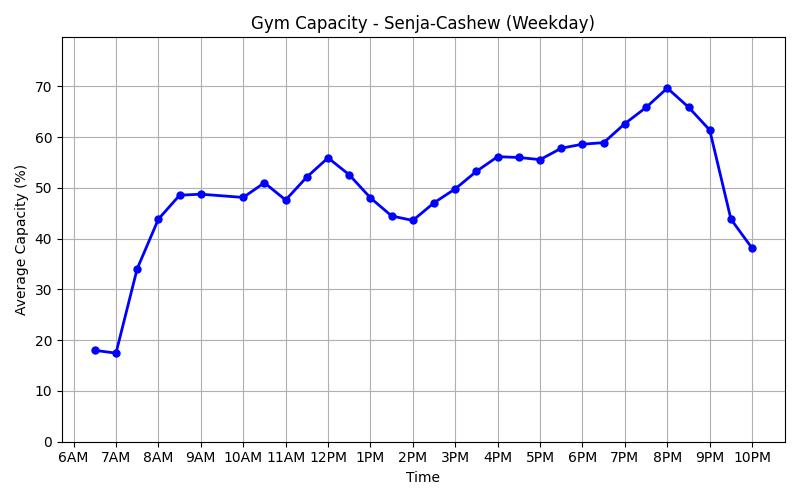 Gym Capacity - Senja-Cashew (Weekday)
Average Capacity (%)
70
60
50
40
30
20
10
0
6AM 7AM 8AM 9AM 10AM 11AM 12PM 1PM 2PM 3PM 4PM 5PM 6PM 7PM 8PM 9PM 10PM
Time